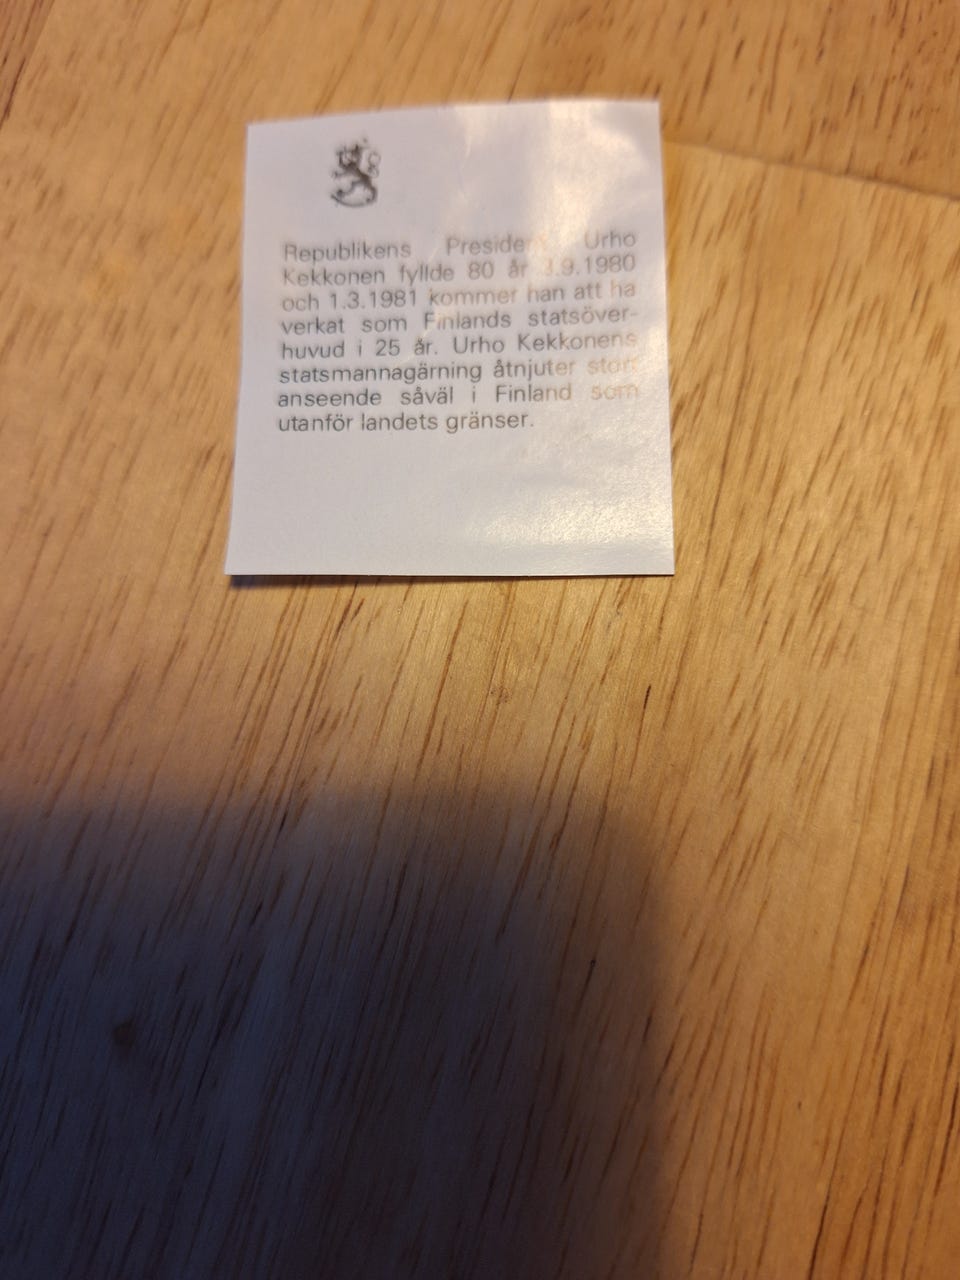 Republikens President Urho
Kekkonen fyllde 80 år 3.9.1980
och 1.3.1981 kommer han att ha
verkat som Finlands statsöver-
huvud i 25 år. Urho Kekkonens
statsmannagärning åtnjuter stort
anseende såväl i Finland som
utanför landets gränser.